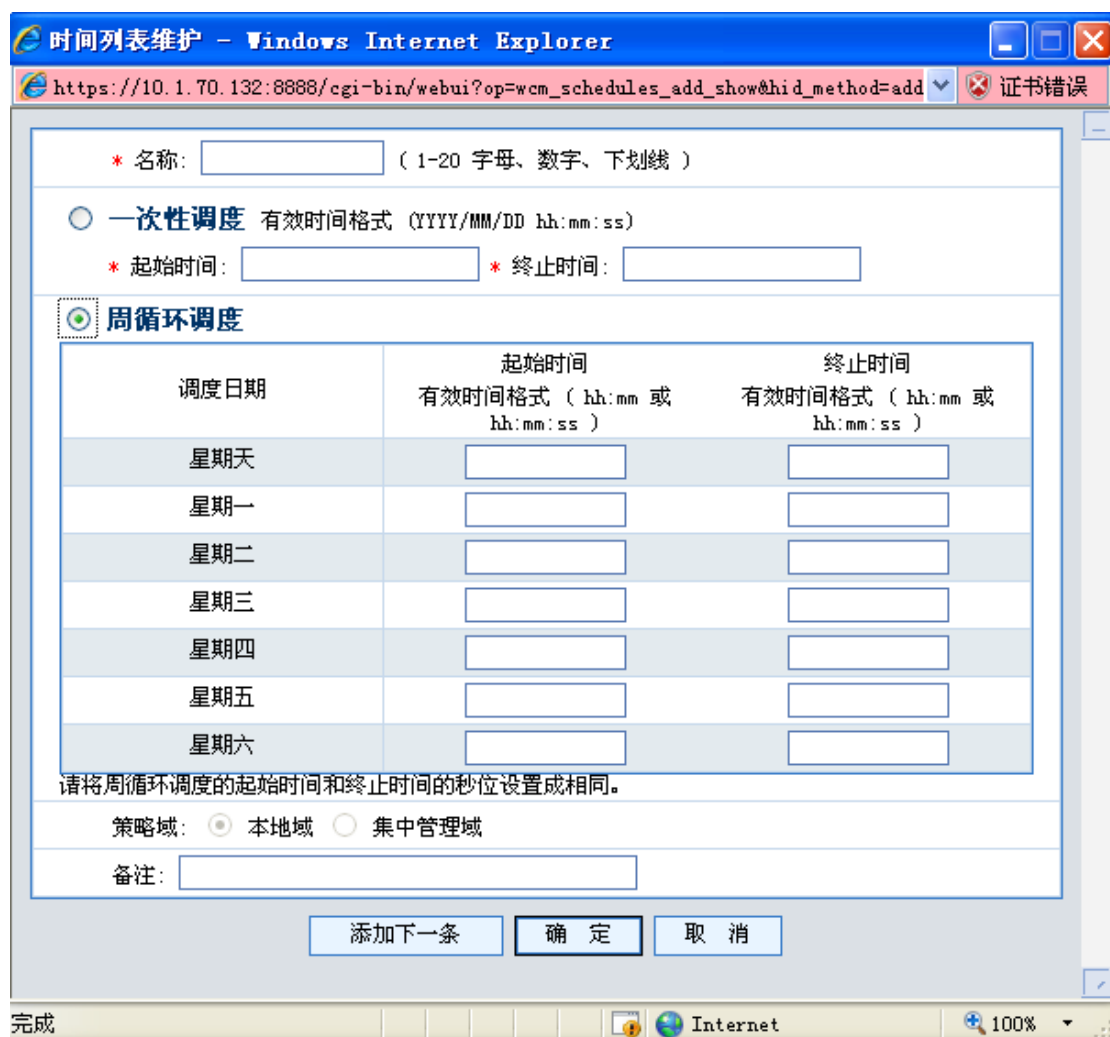 时间列表维护 - Windows Internet Explorer
https://10.1.70.132:8888/cgi-bin/webui?op=wcm_schedules_add_show&hid_method=add 证书错误
* 名称: ( 1-20 字母、数字、下划线 )
一次性调度 有效时间格式 (YYYY/MM/DD hh:mm:ss)
* 起始时间: * 终止时间:
周循环调度
调度日期
起始时间
有效时间格式 ( hh:mm 或
hh:mm:ss )
终止时间
有效时间格式 ( hh:mm 或
hh:mm:ss )
星期天
星期一
星期二
星期三
星期四
星期五
星期六
请将周循环调度的起始时间和终止时间的秒位设置成相同。
策略域: 本地域 集中管理域
备注:
添加下一条 确 定 取 消
完成 Internet 100%